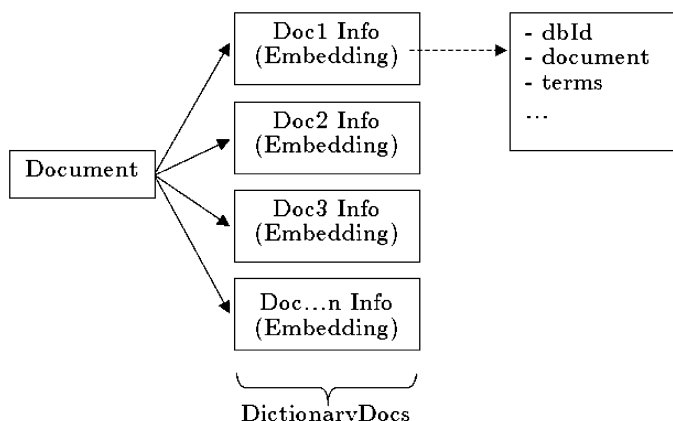 Document
Doc1 Info
(Embedding)
Doc2 Info
(Embedding)
Doc3 Info
(Embedding)
Doc...n Info
(Embedding)
- dbId
- document
- terms
...
DictionaryDocs